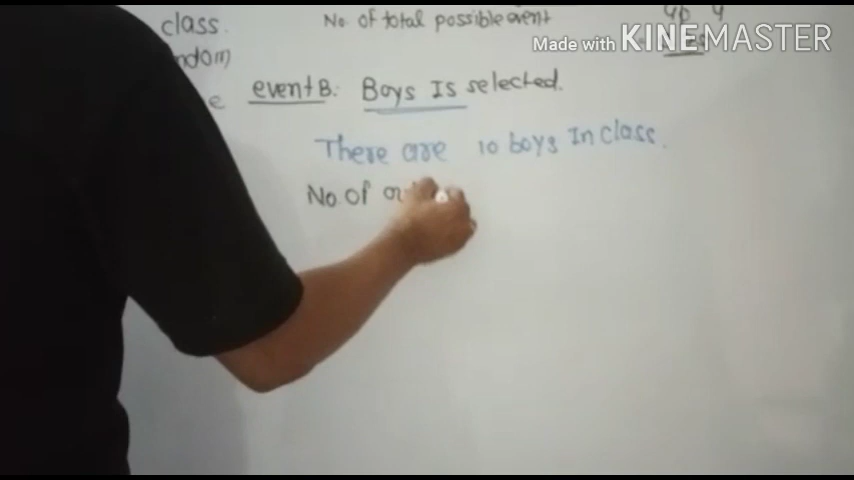 class. No. of total possible event
Made with KINEMASTER
event B: Boys Is selected.
There are 10 boys In class.
No. of